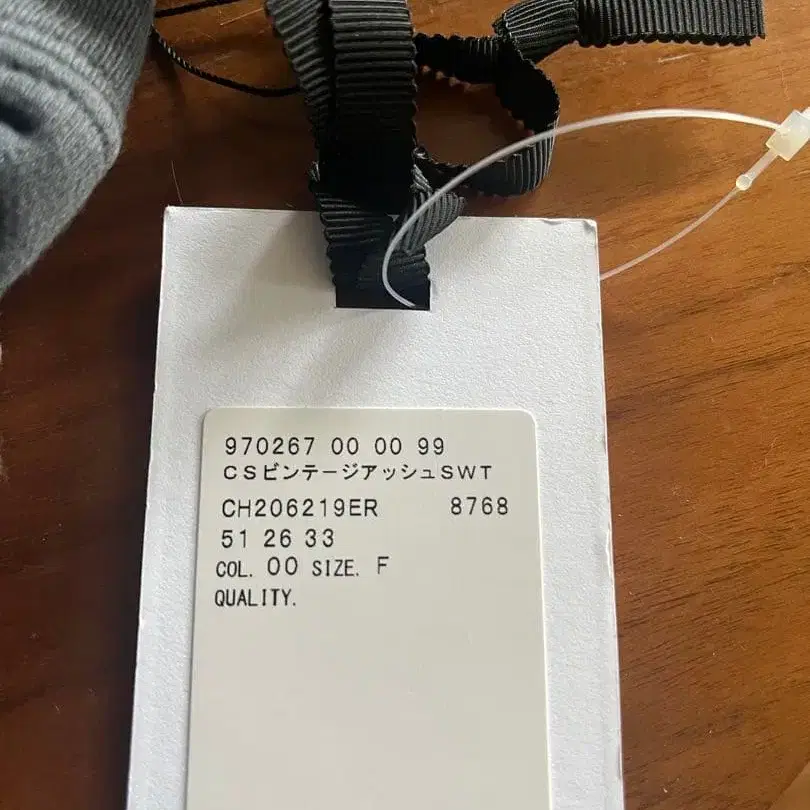 970267 00 00 99
CSビンテージアッシュSWT
CH206219ER 8768
51 26 33
COL. 00 SIZE. F
QUALITY.